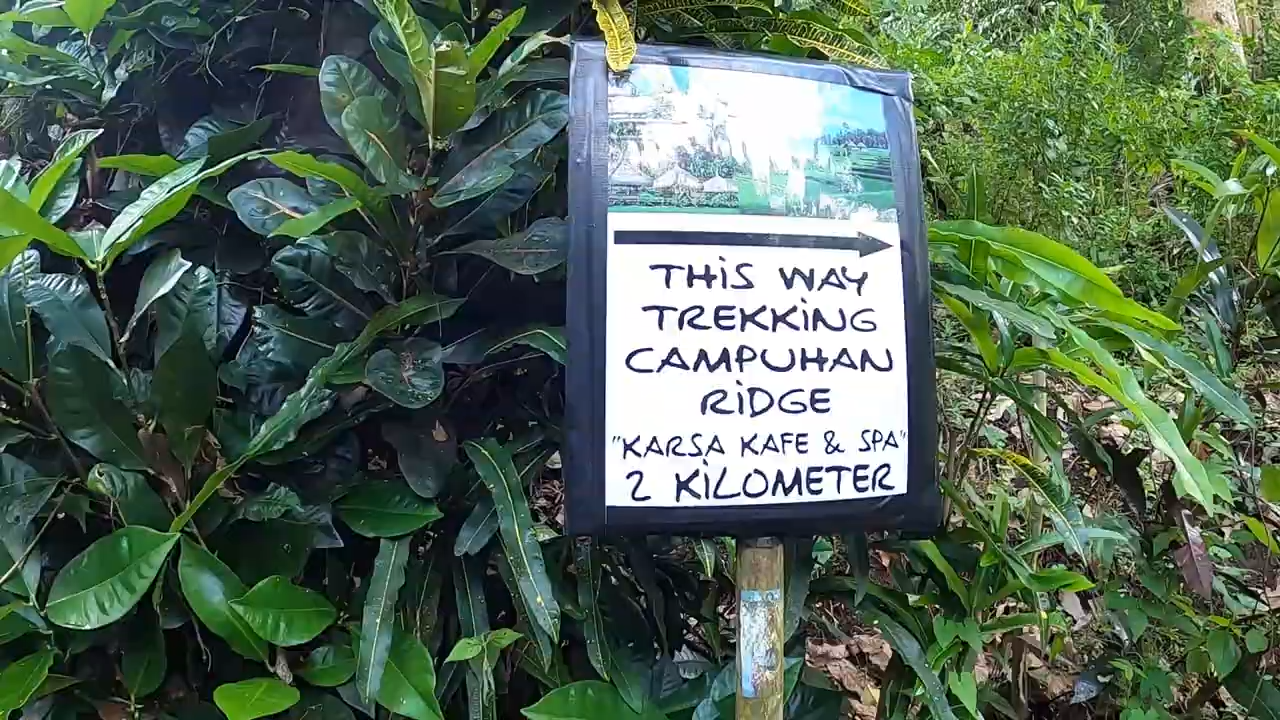 THiS WAY
TREKKiNG
CAMPUHAN
RiDGE
"KARSA KAFE & SPA"
2 KiLOMETER